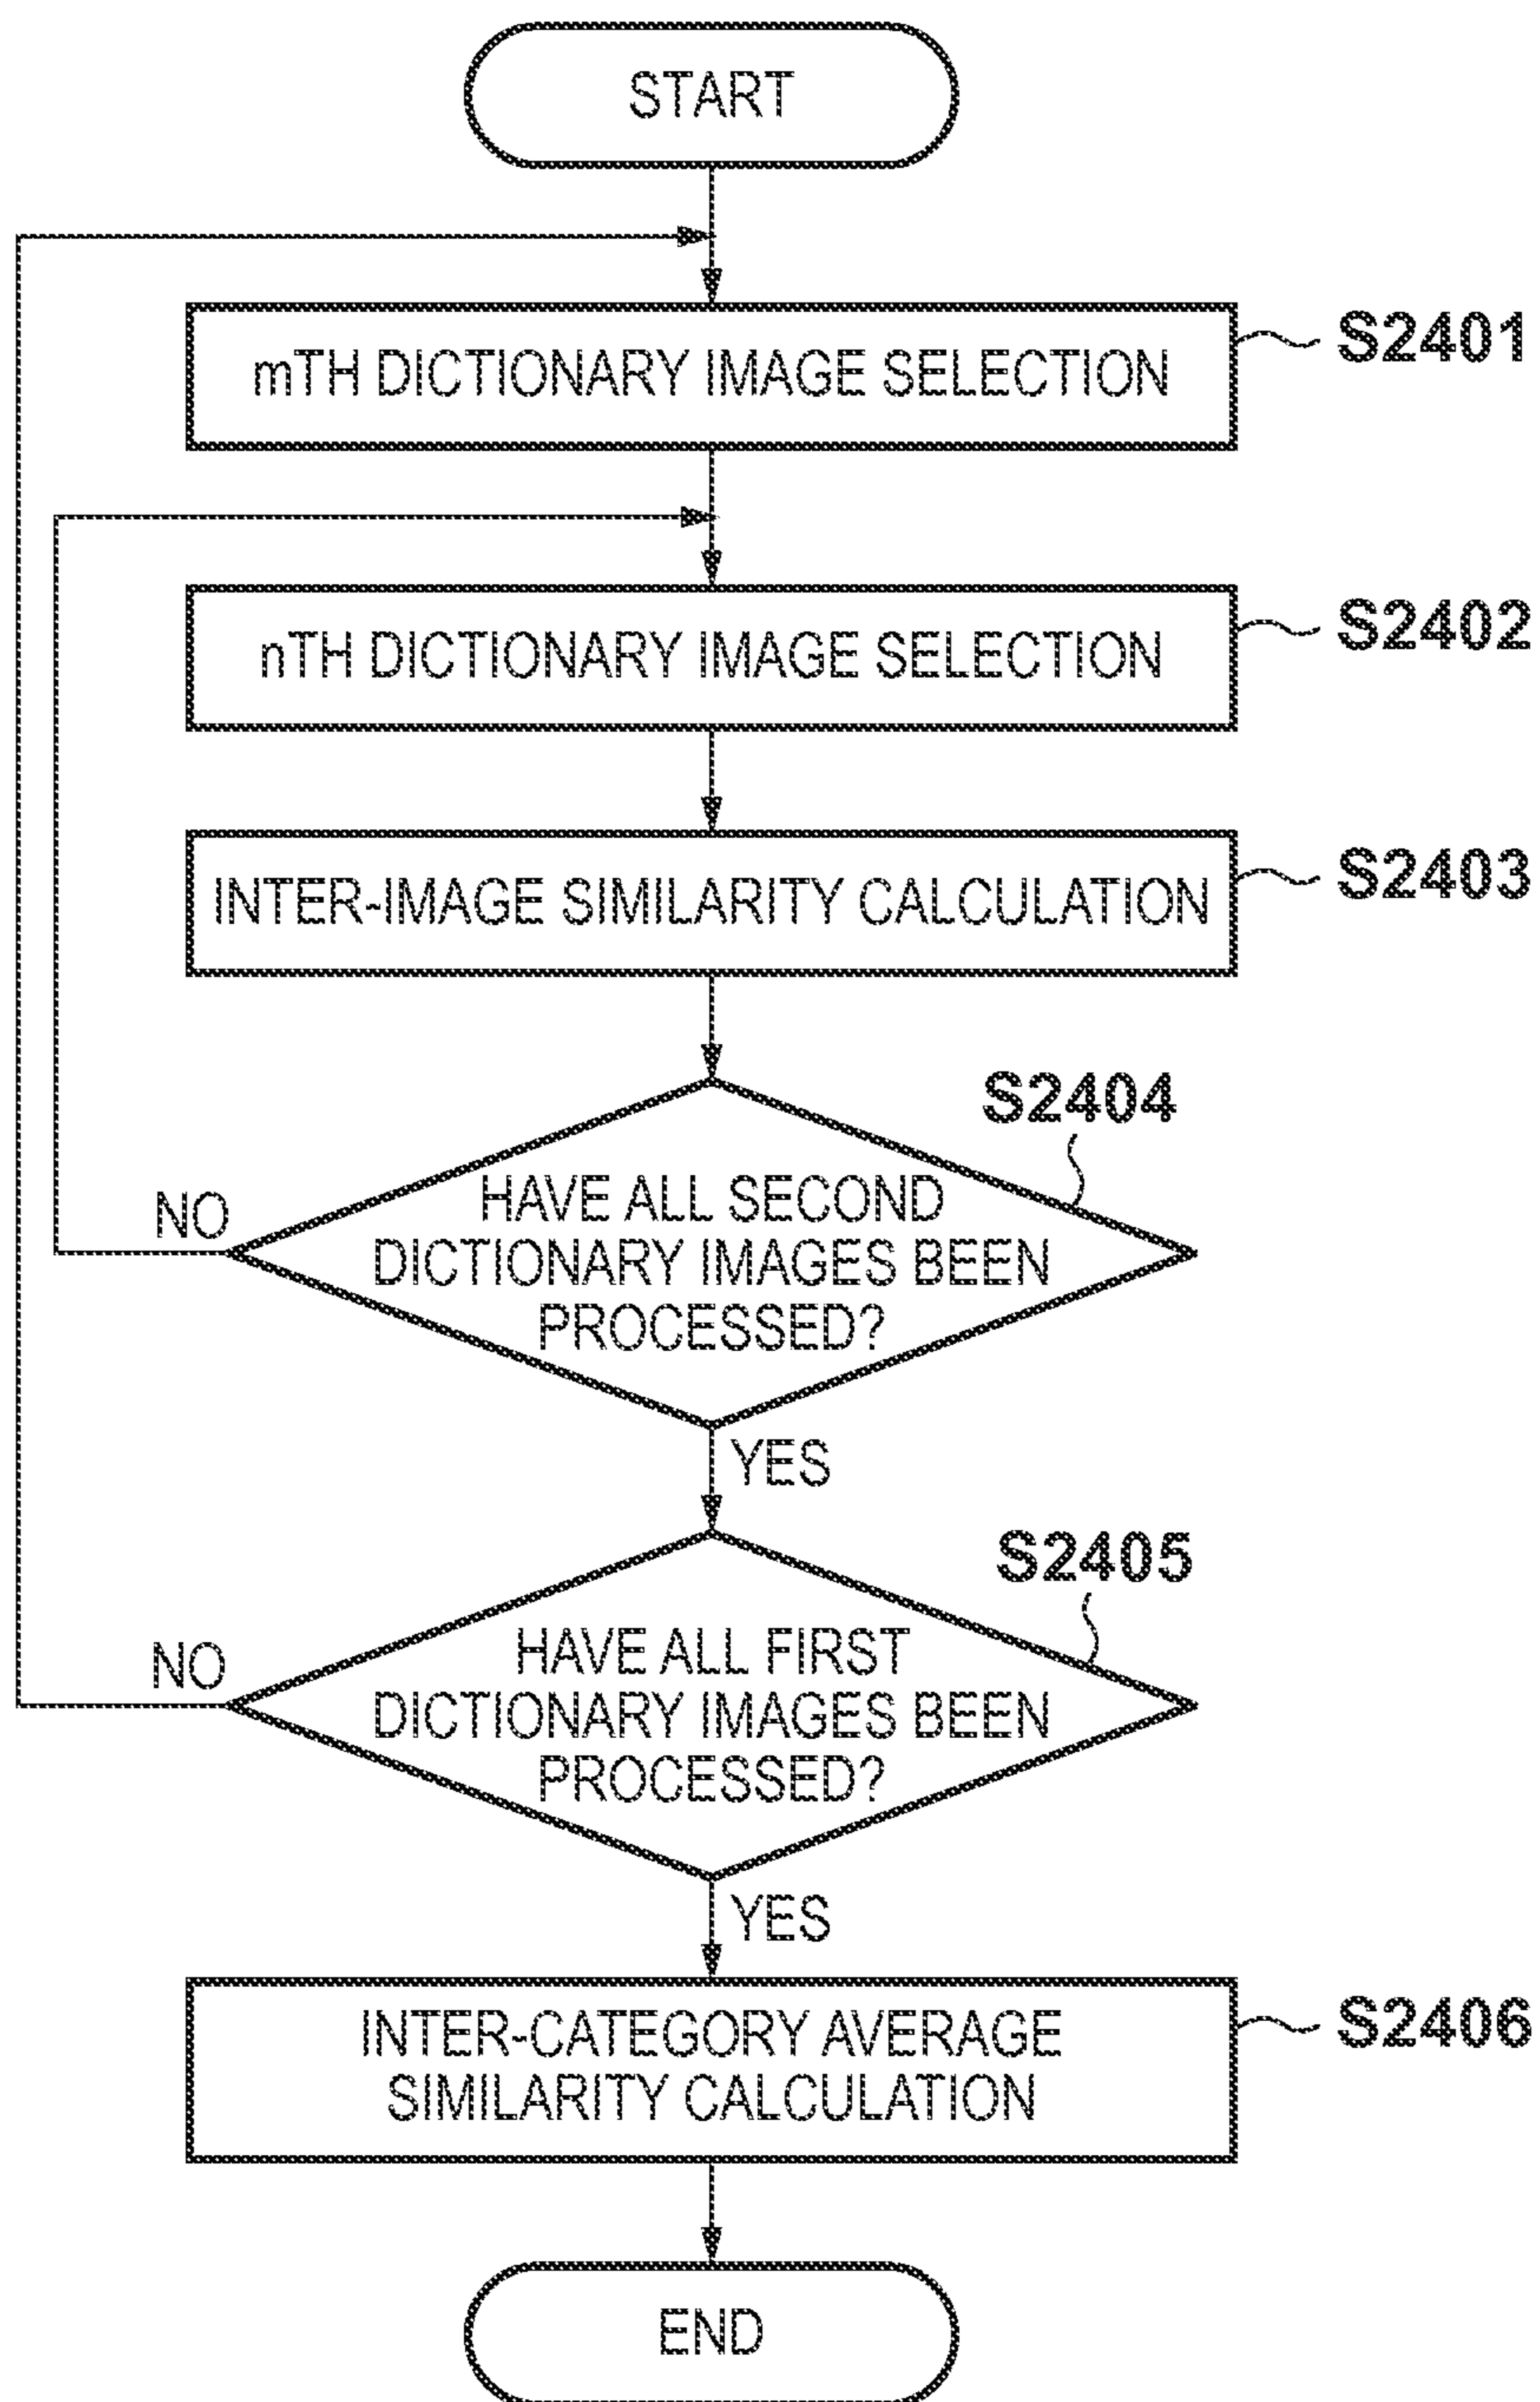 START
mTH DICTIONARY IMAGE SELECTION
S2401
nTH DICTIONARY IMAGE SELECTION
S2402
INTER-IMAGE SIMILARITY CALCULATION
S2403
S2404
HAVE ALL SECOND
DICTIONARY IMAGES BEEN
PROCESSED?
NO
YES
S2405
HAVE ALL FIRST
DICTIONARY IMAGES BEEN
PROCESSED?
NO
YES
INTER-CATEGORY AVERAGE
SIMILARITY CALCULATION
S2406
END